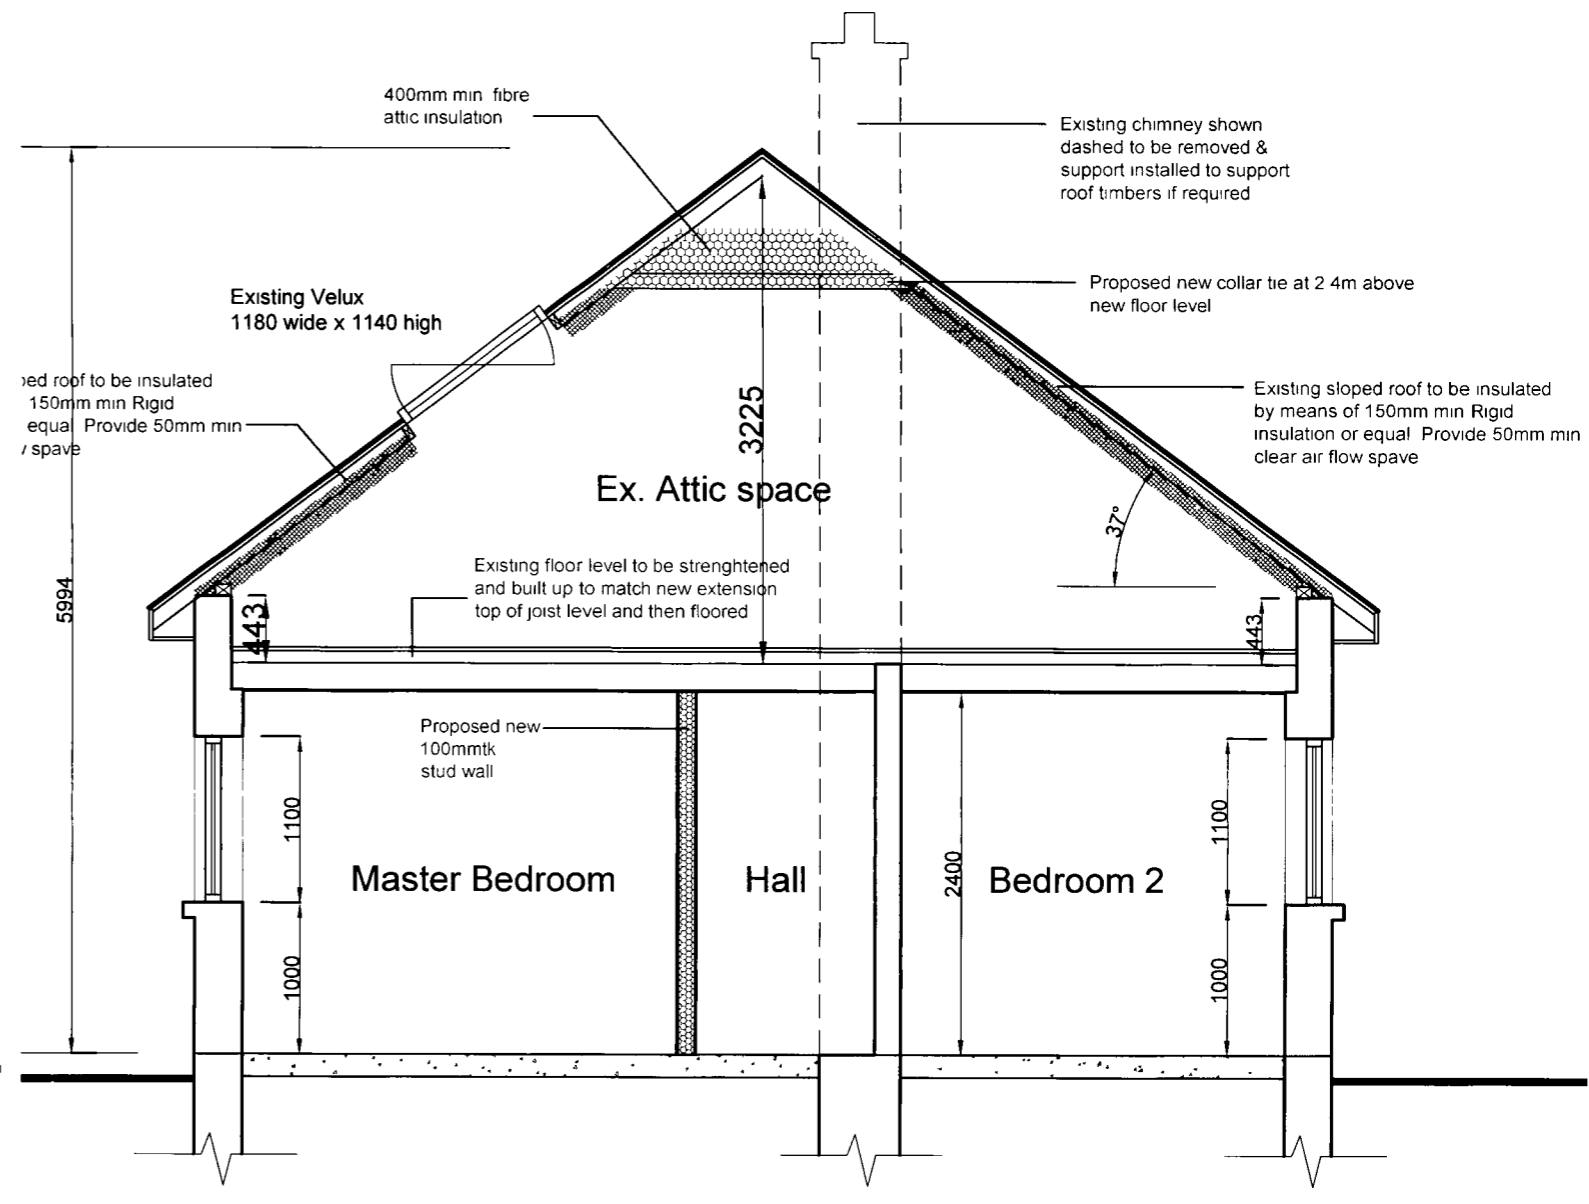 400mm min fibre
attic insulation
Existing chimney shown
dashed to be removed &
support installed to support
roof timbers if required
Existing Velux
1180 wide x 1140 high
Proposed new collar tie at 2 4m above
new floor level
roof to be insulated
150mm min Rigid
equal Provide 50mm min
spave
Existing sloped roof to be insulated
by means of 150mm min Rigid
insulation or equal Provide 50mm min
clear air flow spave
3225
Ex. Attic space
37°
5994
Existing floor level to be strenghtened
and built up to match new extension
top of joist level and then floored
443
443
Proposed new
100mmtk
stud wall
1100
1100
Master Bedroom
Hall
2400
Bedroom 2
1000
1000